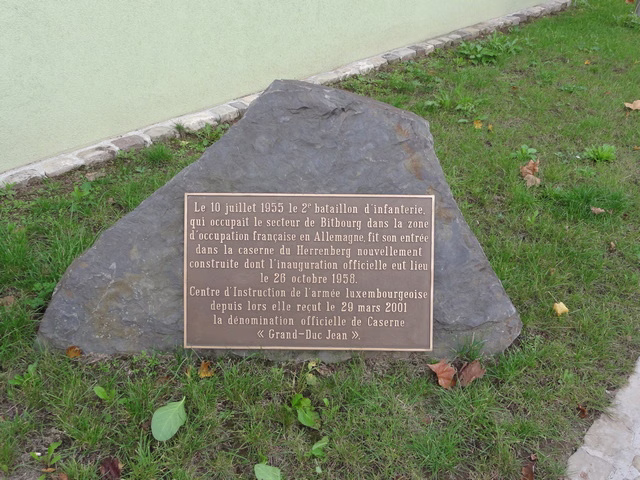 Le 10 juillet 1955 le 2e bataillon d'infanterie,
qui occupait le secteur de Bitbourg dans la zone
d'occupation française en Allemagne, fit son entrée
dans la caserne du Herrenberg nouvellement
construite dont l'inauguration officielle eut lieu
le 26 octobre 1958.
Centre d'Instruction de l'armée luxembourgeoise
depuis lors elle reçut le 29 mars 2001
la dénomination officielle de Caserne
« Grand-Duc Jean ».